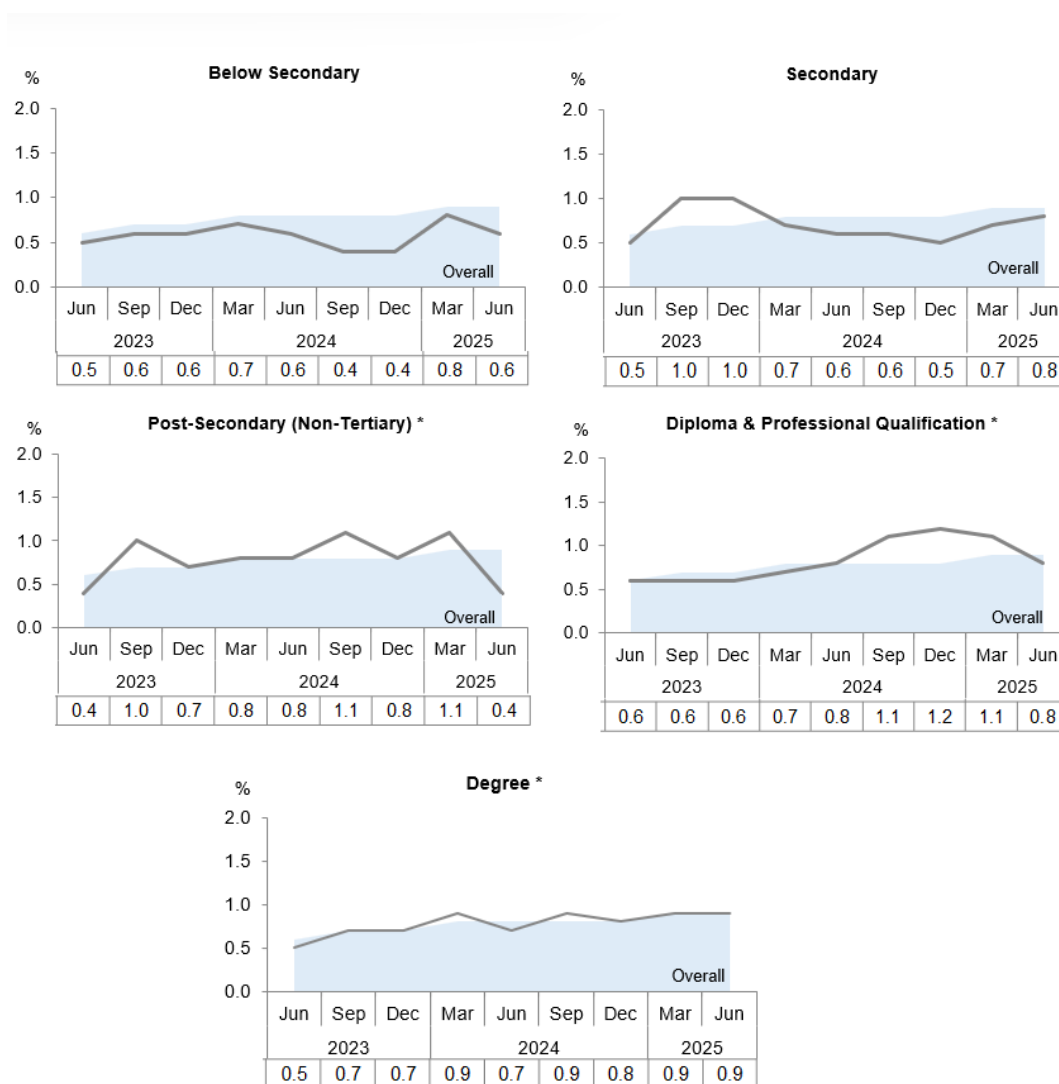 Below Secondary
%
2.0
1.5
1.0
0.5
0.0
Overall
Jun Sep Dec Mar Jun Sep Dec Mar Jun
2023 2024 2025
0.5 0.6 0.6 0.7 0.6 0.4 0.4 0.8 0.6
Secondary
%
2.0
1.5
1.0
0.5
0.0
Overall
Jun Sep Dec Mar Jun Sep Dec Mar Jun
2023 2024 2025
0.5 1.0 1.0 0.7 0.6 0.6 0.5 0.7 0.8
Post-Secondary (Non-Tertiary) *
%
2.0
1.5
1.0
0.5
0.0
Overall
Jun Sep Dec Mar Jun Sep Dec Mar Jun
2023 2024 2025
0.4 1.0 0.7 0.8 0.8 1.1 0.8 1.1 0.4
Diploma & Professional Qualification *
%
2.0
1.5
1.0
0.5
0.0
Overall
Jun Sep Dec Mar Jun Sep Dec Mar Jun
2023 2024 2025
0.6 0.6 0.6 0.7 0.8 1.1 1.2 1.1 0.8
Degree *
%
2.0
1.5
1.0
0.5
0.0
Overall
Jun Sep Dec Mar Jun Sep Dec Mar Jun
2023 2024 2025
0.5 0.7 0.7 0.9 0.7 0.9 0.8 0.9 0.9